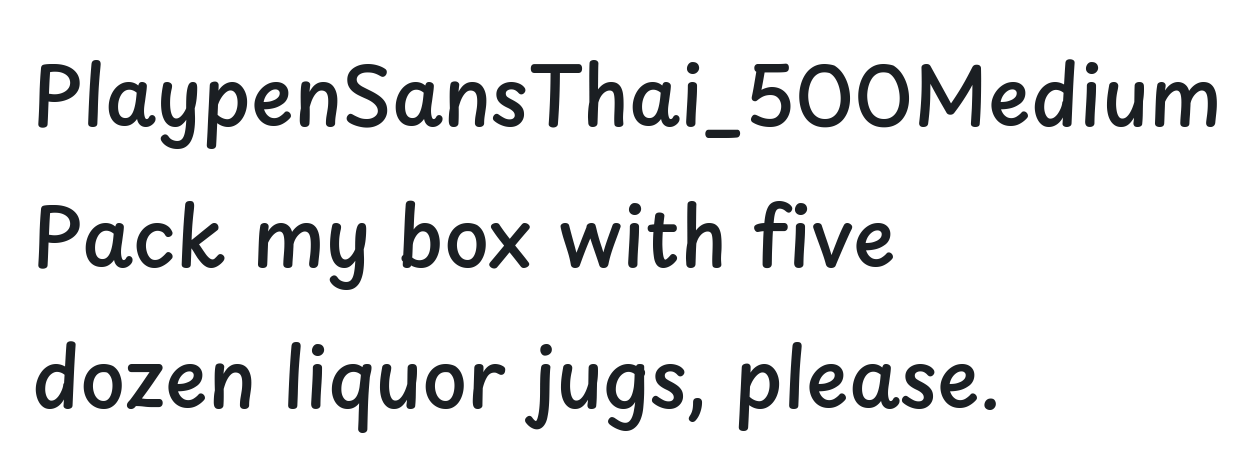 PlaypenSansThai_500Medium
Pack my box with five
dozen liquor jugs, please.